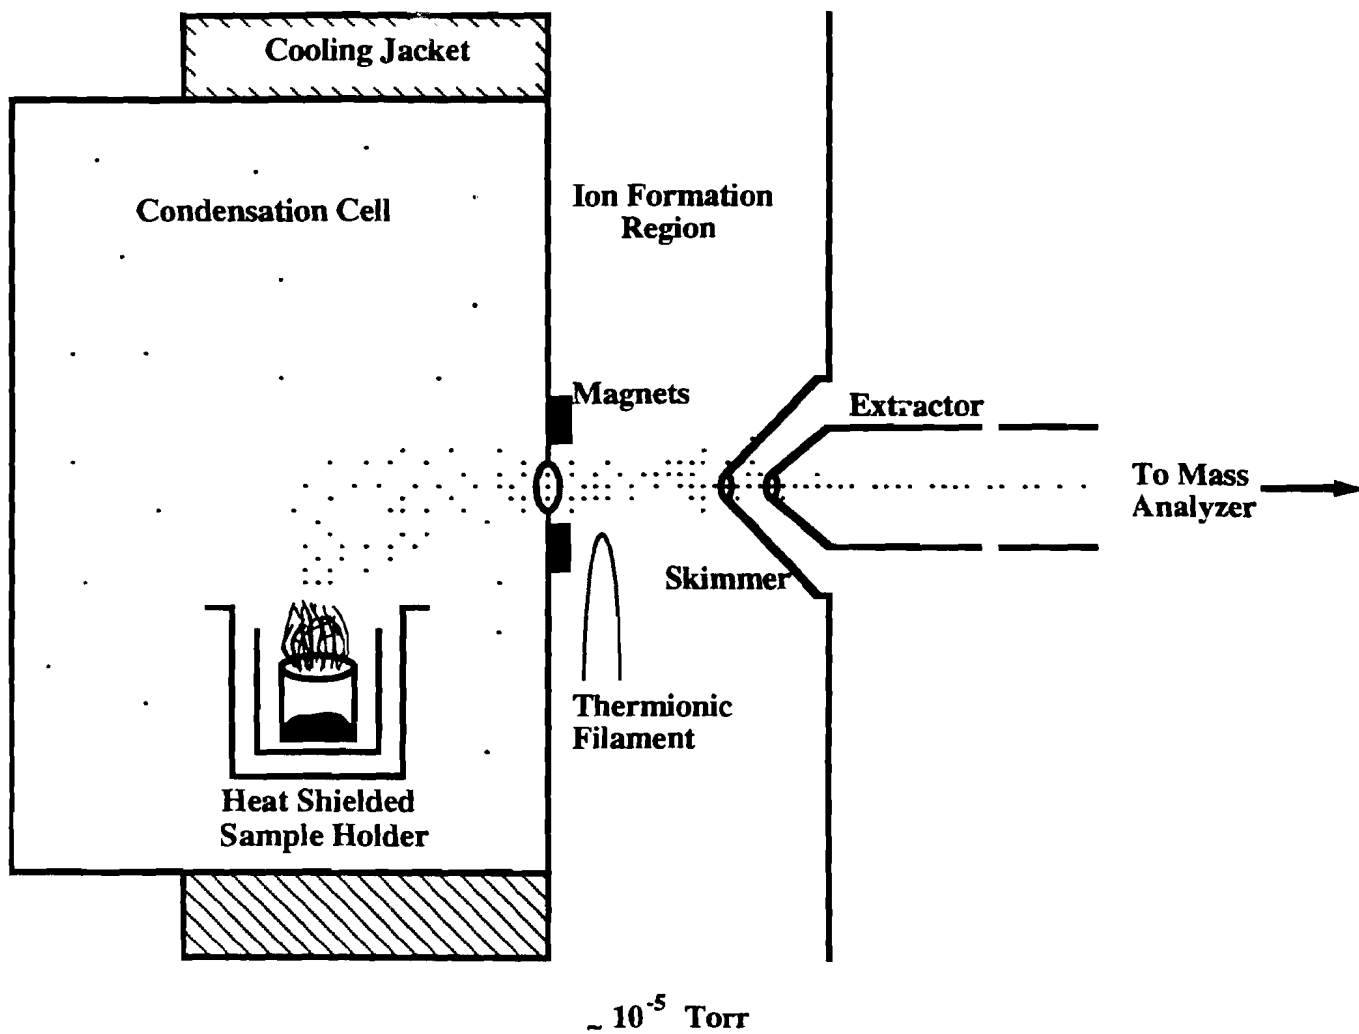 Cooling Jacket
Condensation Cell
Ion Formation
Region
Magnets
Extractor
To Mass
Analyzer
Skimmer
Thermionic
Filament
Heat Shielded
Sample Holder
~ 10⁻⁵ Torr